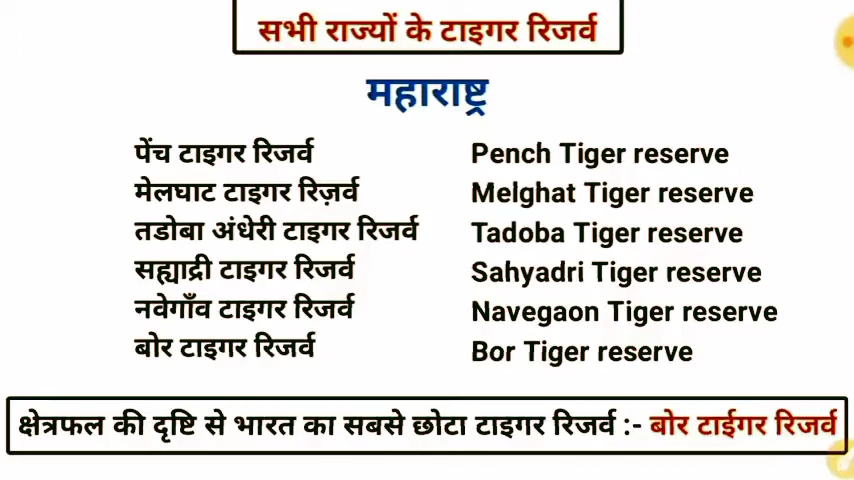 सभी राज्यों के टाइगर रिजर्व
महाराष्ट्र
पेंच टाइगर रिजर्व Pench Tiger reserve
मेलघाट टाइगर रिज़र्व Melghat Tiger reserve
तडोबा अंधेरी टाइगर रिजर्व Tadoba Tiger reserve
सह्याद्री टाइगर रिजर्व Sahyadri Tiger reserve
नवेगाँव टाइगर रिजर्व Navegaon Tiger reserve
बोर टाइगर रिजर्व Bor Tiger reserve
क्षेत्रफल की दृष्टि से भारत का सबसे छोटा टाइगर रिजर्व :- बोर टाईगर रिजर्व